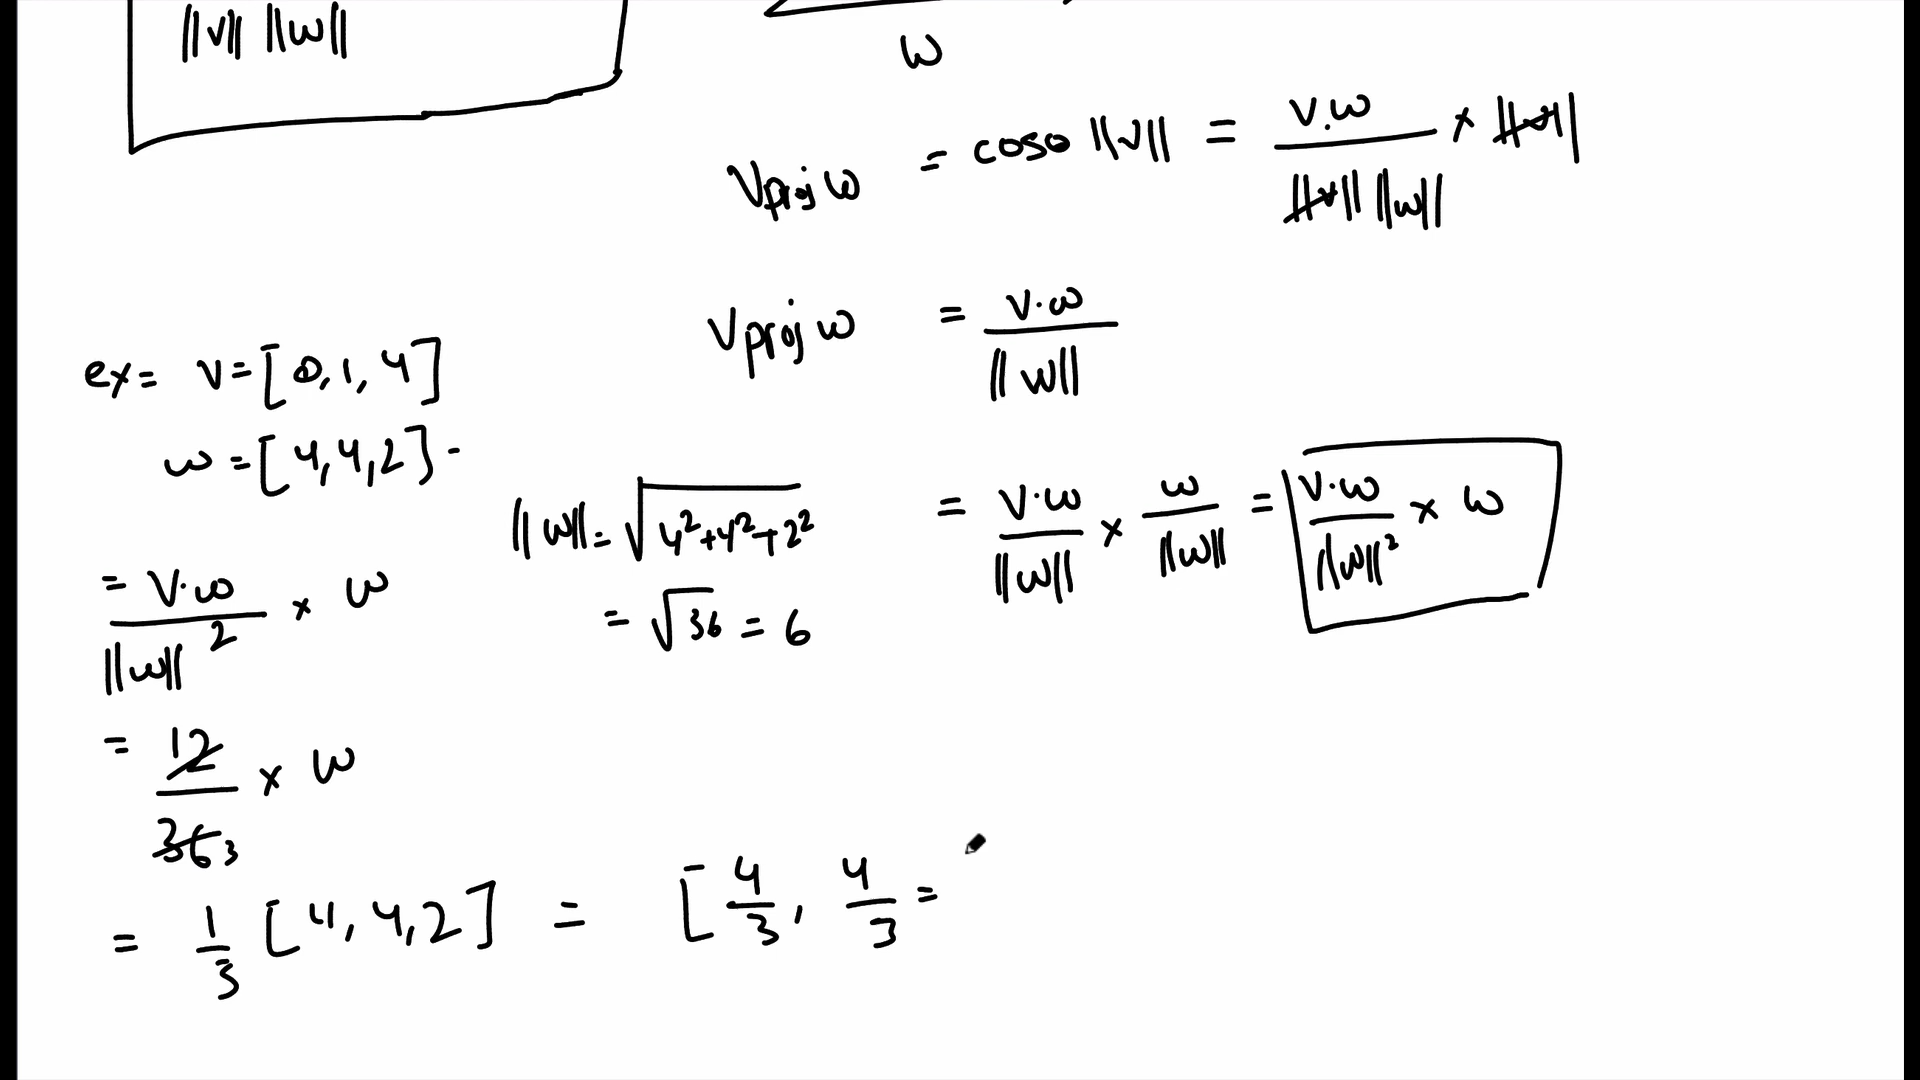 ||v|| ||w||
w
Vproj w = cosθ ||v|| = v.w / ||v|| ||w|| × ||v||
Vproj w = v·w / ||w||
ex= v=[0,1,4]
w=[4,4,2]-
||w||= √4²+4²+2²
= √36 = 6
= v·w / ||w|| × w / ||w|| = v·w / ||w||² × w
= v·w / ||w||² × w
= 12 / 36 3 × w
= 1/3 [4,4,2] = [4/3, 4/3 =